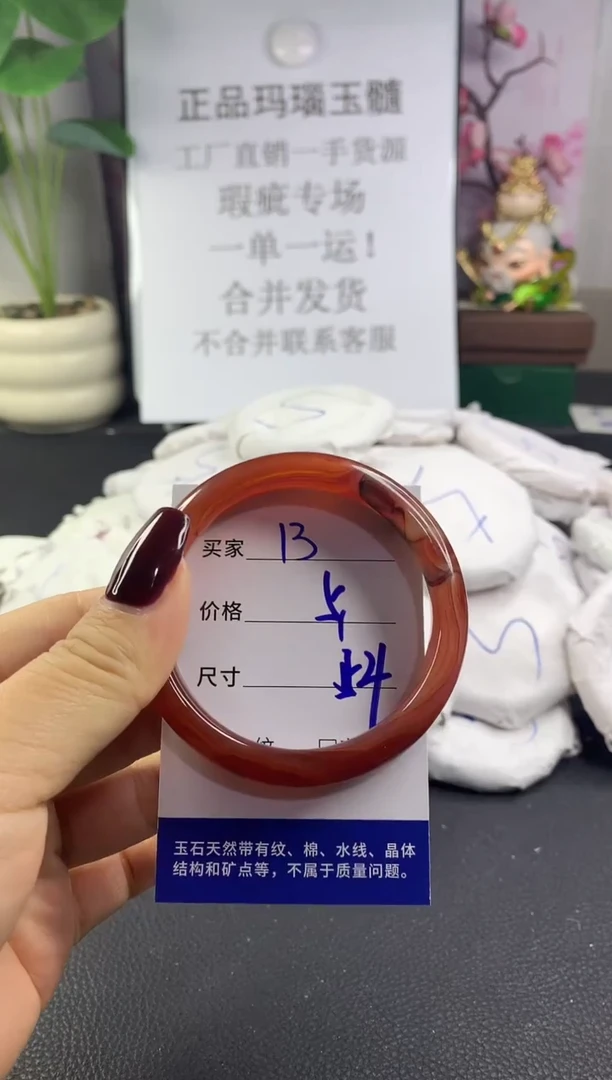 正品玛瑙玉髓
工厂直销一手货源
瑕疵专场
一单一运！
合并发货
不合并联系客服
买家 13
价格
尺寸
玉石天然带有纹、棉、水线、晶体
结构和矿点等，不属于质量问题。